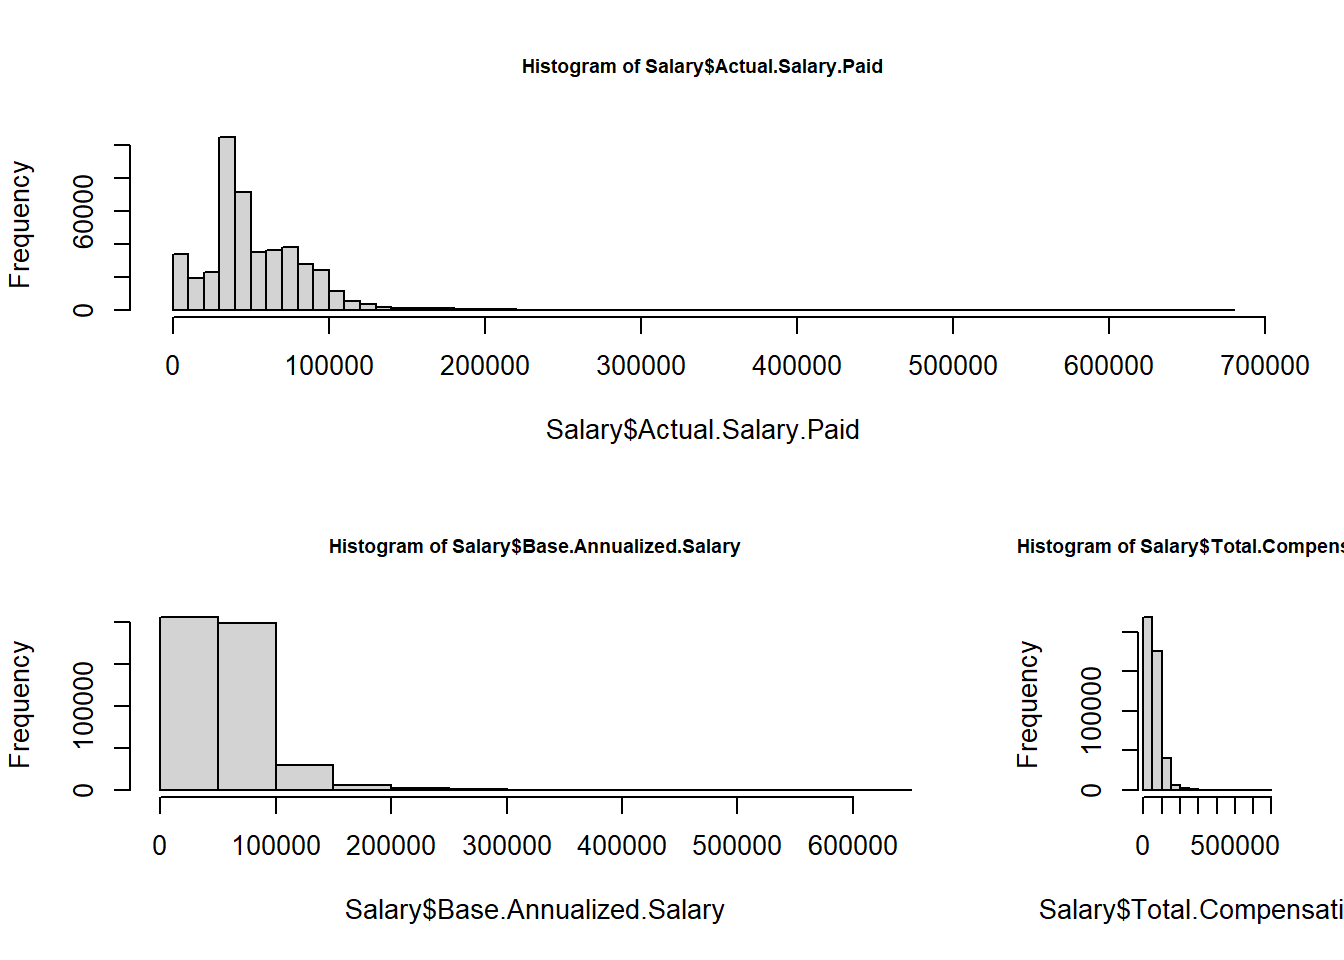 Histogram of Salary$Actual.Salary.Paid
Frequency
0 60000
0 100000 200000 300000 400000 500000 600000 700000
Salary$Actual.Salary.Paid
Histogram of Salary$Base.Annualized.Salary
Frequency
0 100000
0 100000 200000 300000 400000 500000 600000
Salary$Base.Annualized.Salary
Histogram of Salary$Total.Compens
Frequency
0 100000
0 500000
Salary$Total.Compensati